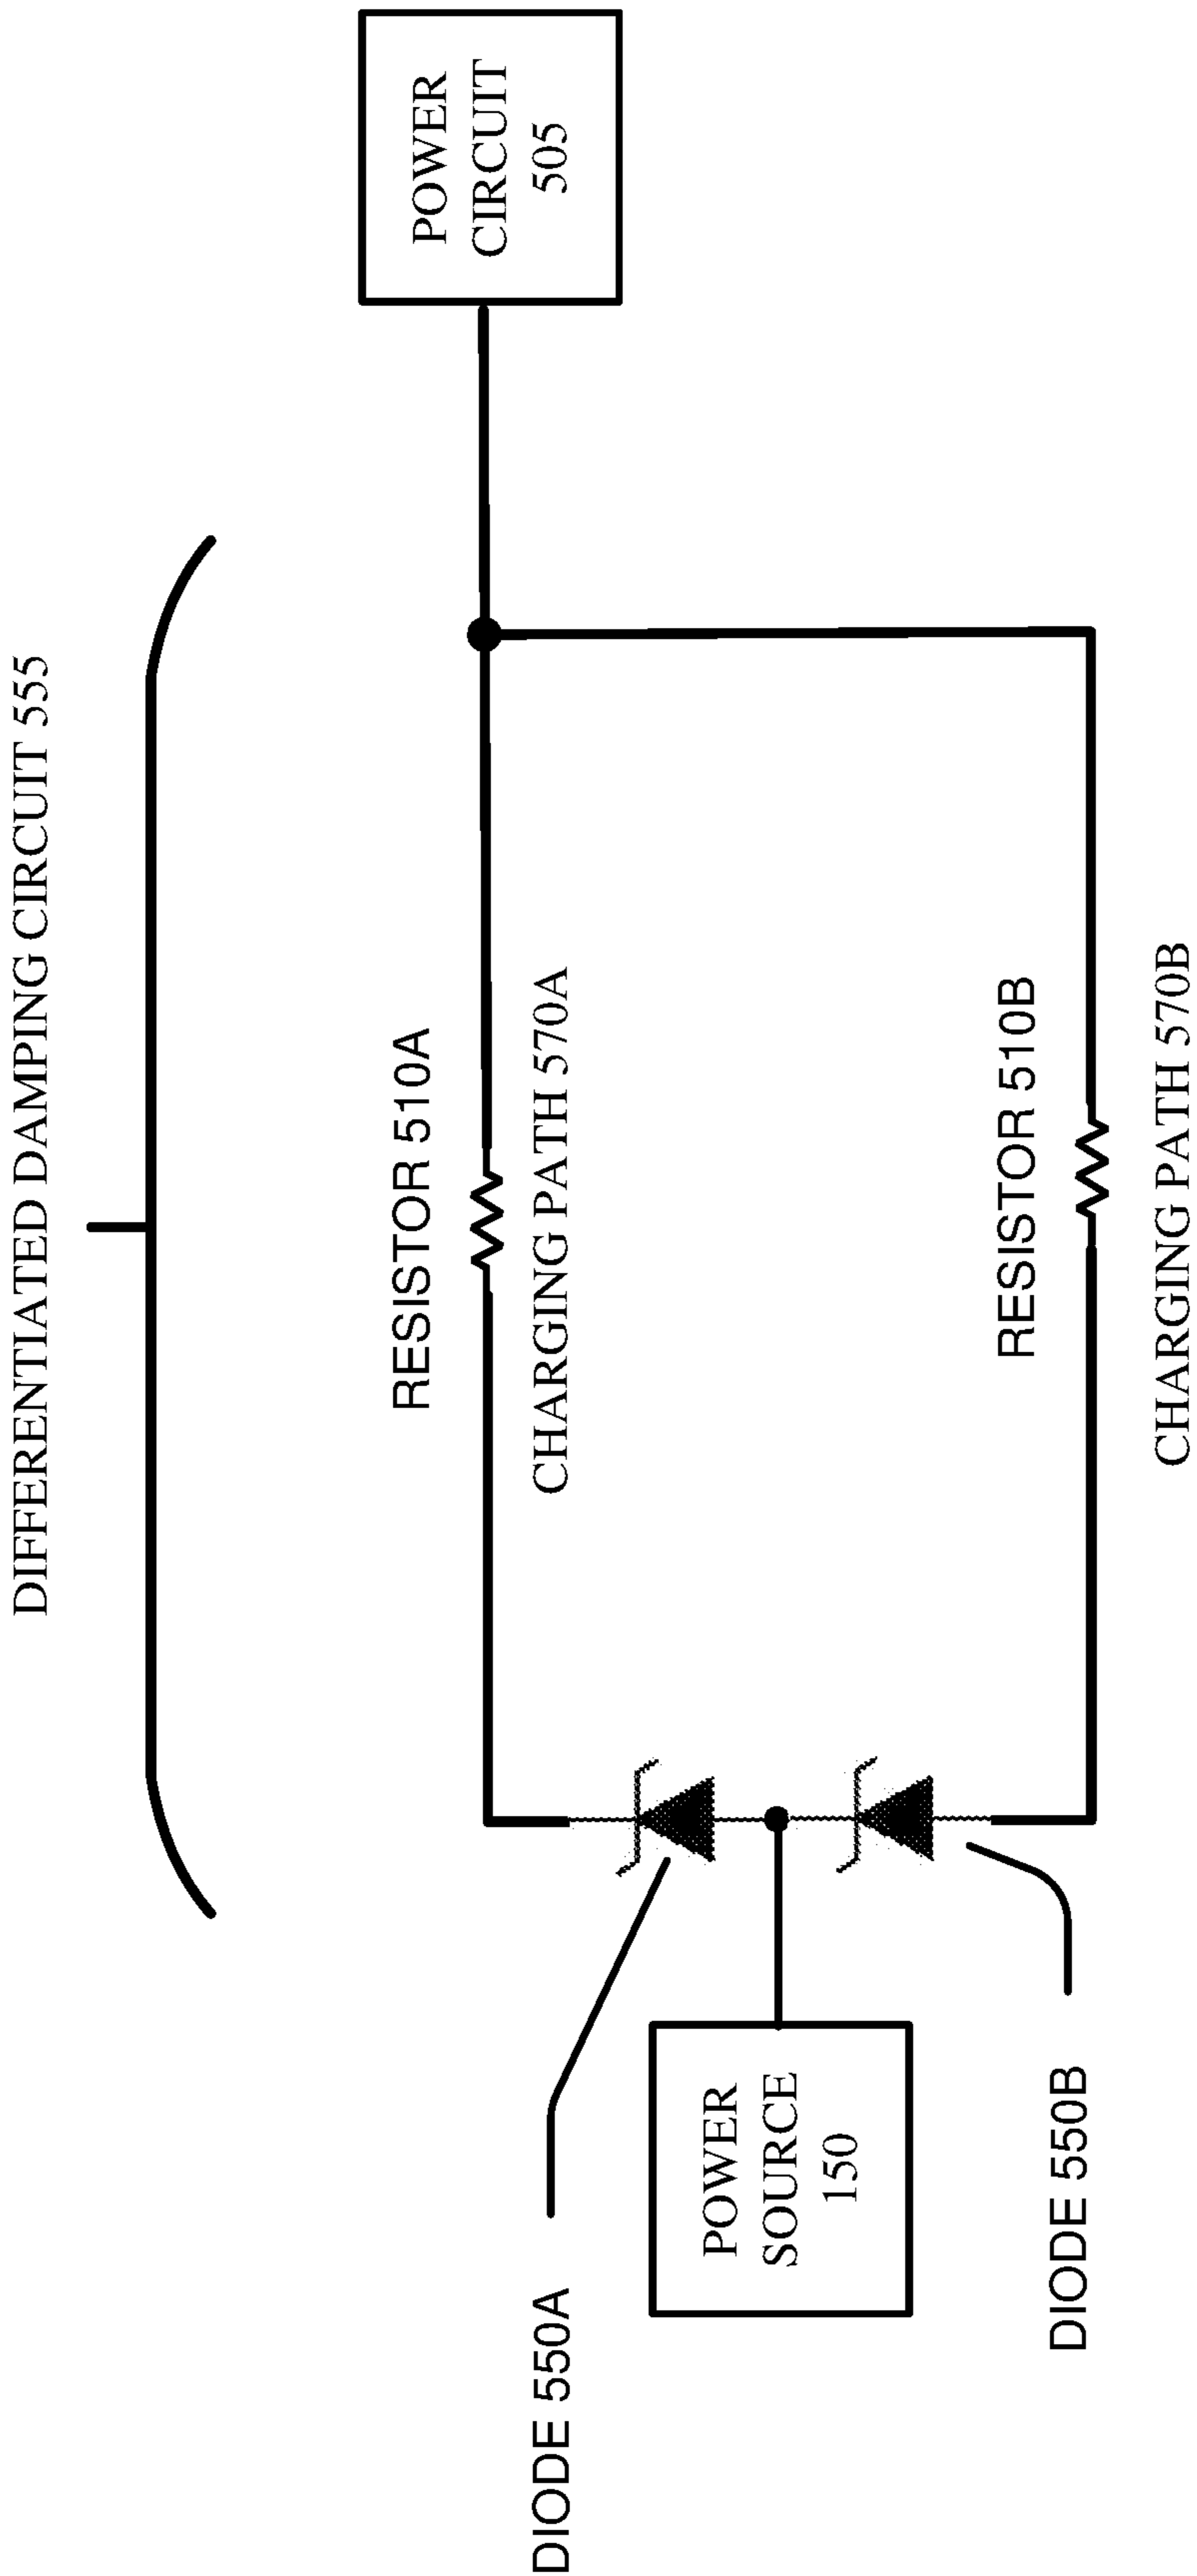 DIFFERENTIATED DAMPING CIRCUIT 555
POWER
CIRCUIT
505
RESISTOR 510A
CHARGING PATH 570A
DIODE 550A
POWER
SOURCE
150
RESISTOR 510B
DIODE 550B
CHARGING PATH 570B